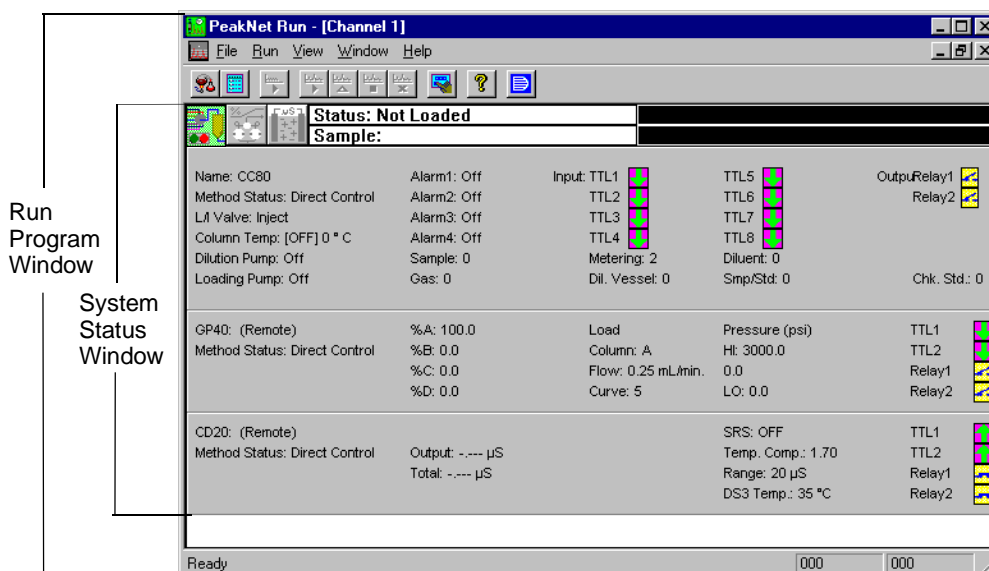 PeakNet Run - [Channel 1]
File Run View Window Help
Status: Not Loaded
Sample:
Name: CC80 Alarm1: Off Input: TTL1 TTL5 OutpuRelay1
Method Status: Direct Control Alarm2: Off TTL2 TTL6 Relay2
L/I Valve: Inject Alarm3: Off TTL3 TTL7
Column Temp: [OFF] 0 ° C Alarm4: Off TTL4 TTL8
Dilution Pump: Off Sample: 0 Metering: 2 Diluent: 0
Loading Pump: Off Gas: 0 Dil. Vessel: 0 Smp/Std: 0 Chk. Std.: 0
GP40: (Remote) %A: 100.0 Load Pressure (psi) TTL1
Method Status: Direct Control %B: 0.0 Column: A HI: 3000.0 TTL2
%C: 0.0 Flow: 0.25 mL/min. 0.0 Relay1
%D: 0.0 Curve: 5 LO: 0.0 Relay2
CD20: (Remote) SRS: OFF TTL1
Method Status: Direct Control Output: -.--- µS Temp. Comp.: 1.70 TTL2
Total: -.--- µS Range: 20 µS Relay1
DS3 Temp.: 35 °C Relay2
Ready 000 000
Run
Program
Window
System
Status
Window